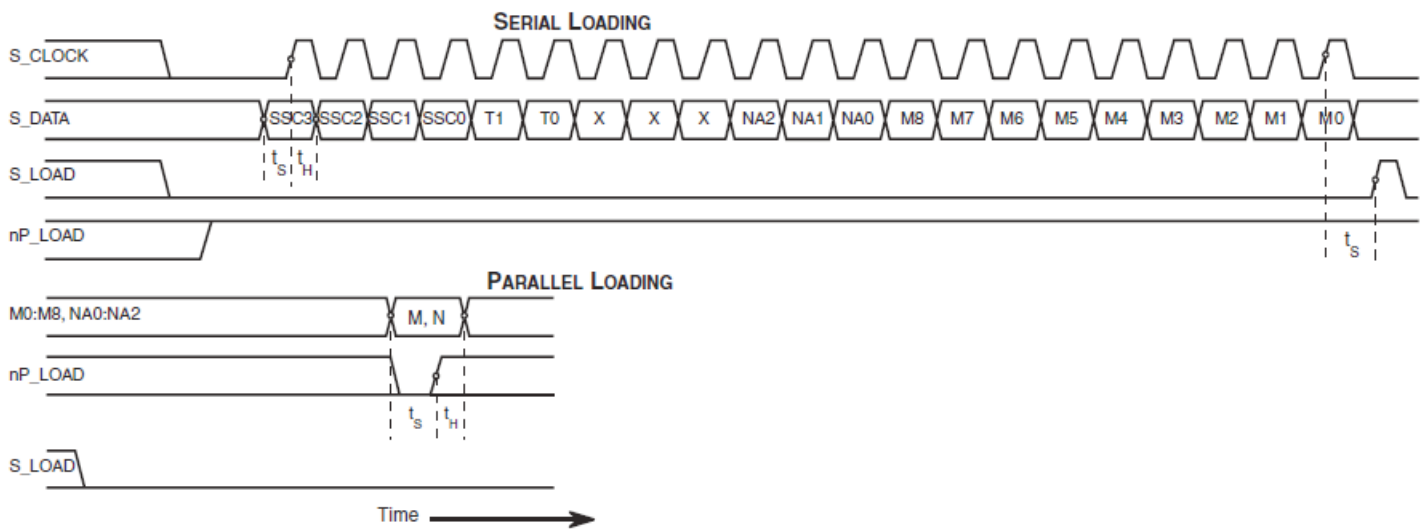 SERIAL LOADING
S_CLOCK
S_DATA SSC3 SSC2 SSC1 SSC0 T1 T0 X X X NA2 NA1 NA0 M8 M7 M6 M5 M4 M3 M2 M1 M0
tS tH
S_LOAD
nP_LOAD
tS
PARALLEL LOADING
M0:M8, NA0:NA2 M, N
nP_LOAD
tS tH
S_LOAD
Time